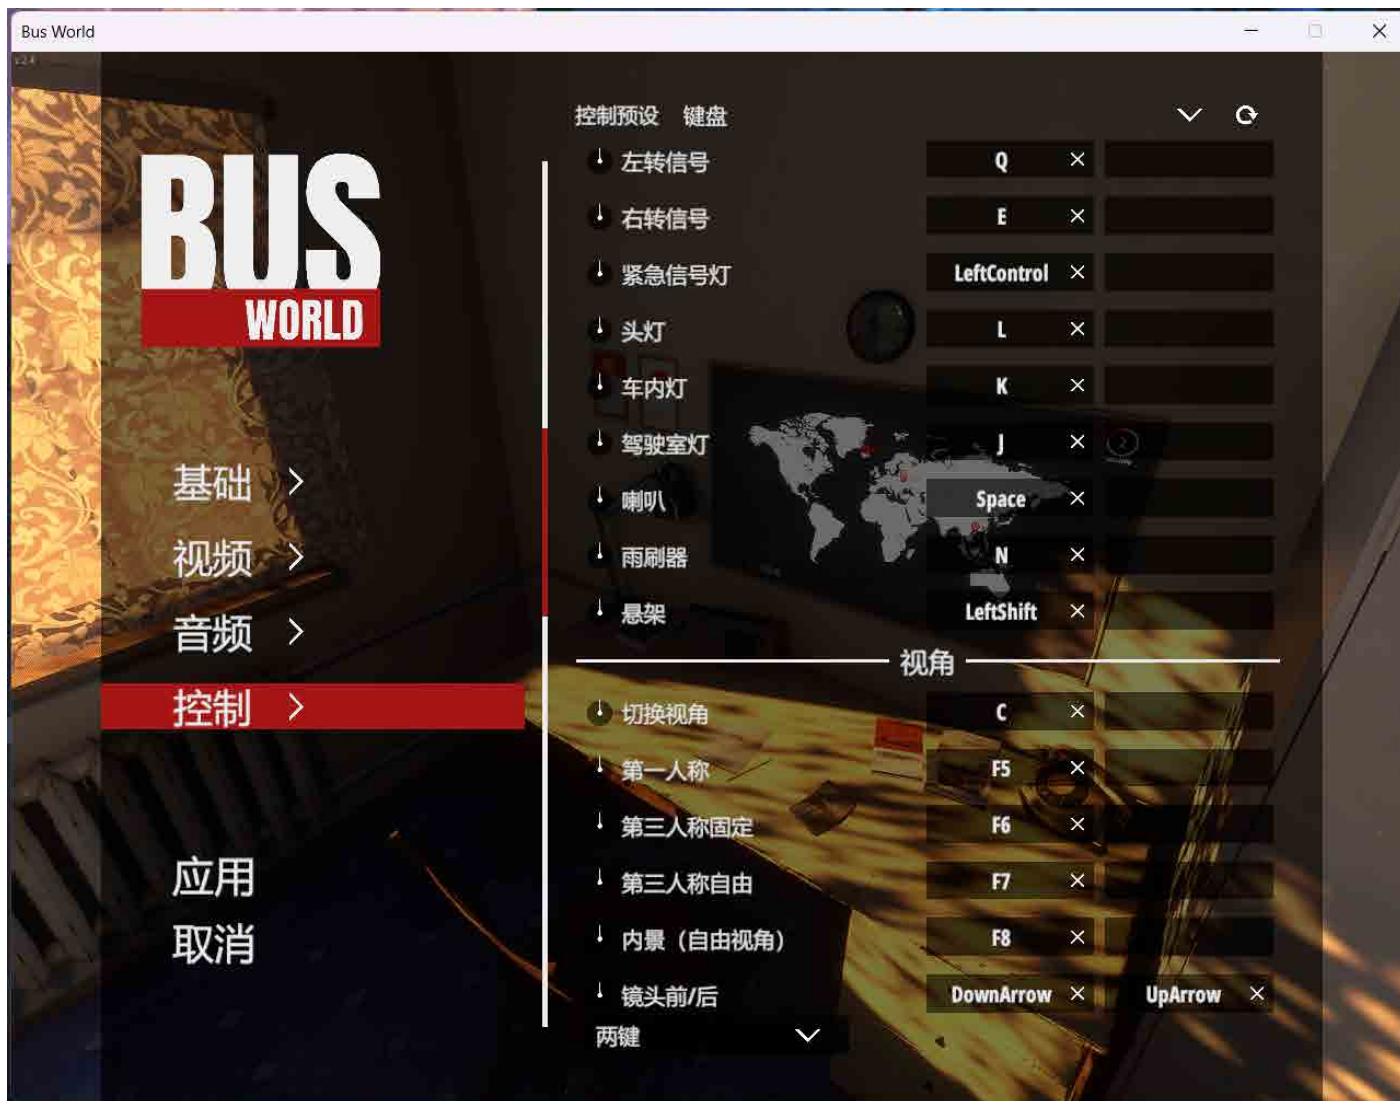 Bus World
v.2.4
控制预设 键盘
左转信号 Q
右转信号 E
紧急信号灯 LeftControl
头灯 L
车内灯 K
驾驶室灯 J
喇叭 Space
雨刷器 N
悬架 LeftShift
视角
切换视角 C
第一人称 F5
第三人称固定 F6
第三人称自由 F7
内景（自由视角） F8
镜头前/后 DownArrow UpArrow
两键
BUS
WORLD
基础
视频
音频
控制
应用
取消